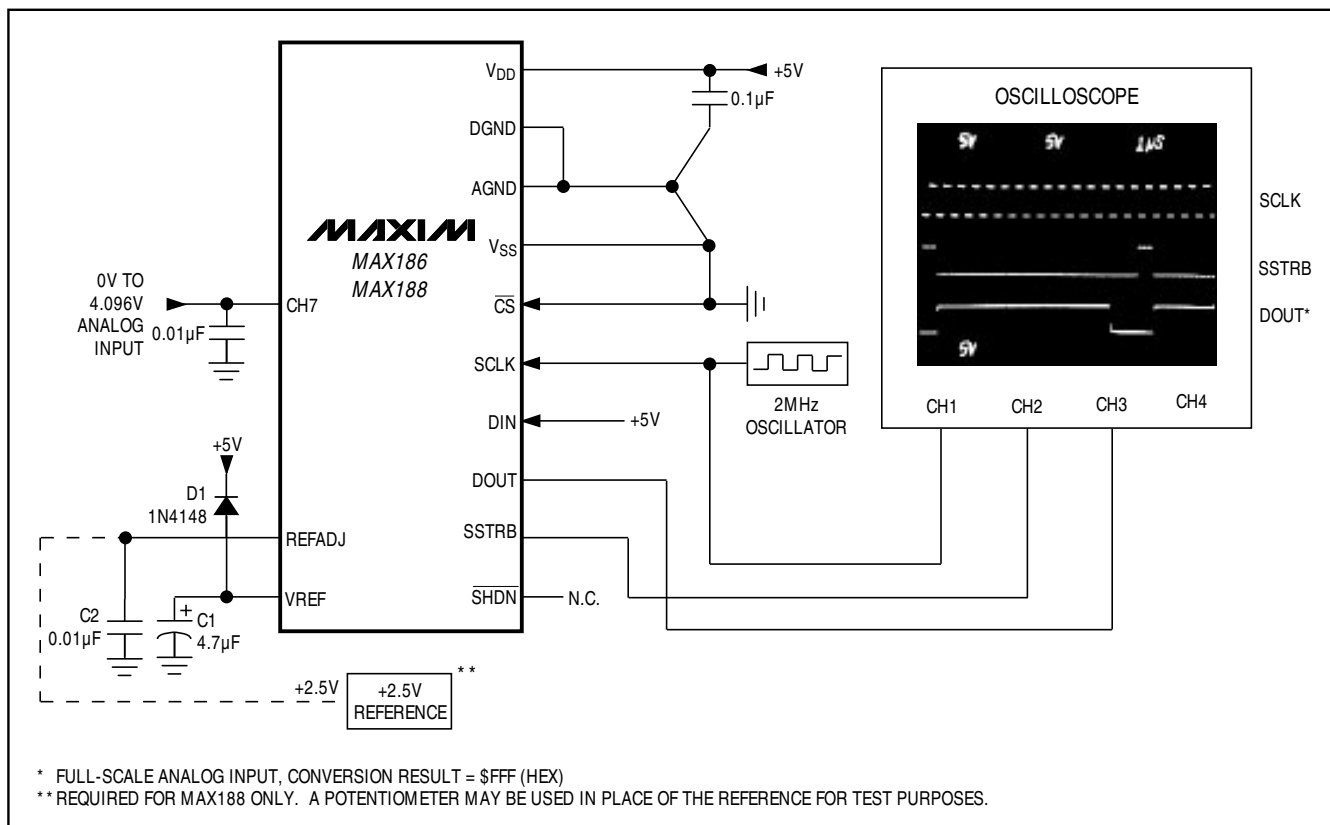 VDD
+5V
0.1µF
DGND
AGND
MAXIM
MAX186
MAX188
VSS
CS
0V TO
4.096V
ANALOG
INPUT
0.01µF
CH7
SCLK
2MHz
OSCILLATOR
DIN
+5V
DOUT
SSTRB
SHDN
N.C.
+5V
D1
1N4148
REFADJ
VREF
C2
0.01µF
+
C1
4.7µF
+2.5V
+2.5V
REFERENCE
**
OSCILLOSCOPE
5V
5V
1µS
5V
SCLK
SSTRB
DOUT*
CH1
CH2
CH3
CH4
* FULL-SCALE ANALOG INPUT, CONVERSION RESULT = $FFF (HEX)
** REQUIRED FOR MAX188 ONLY. A POTENTIOMETER MAY BE USED IN PLACE OF THE REFERENCE FOR TEST PURPOSES.